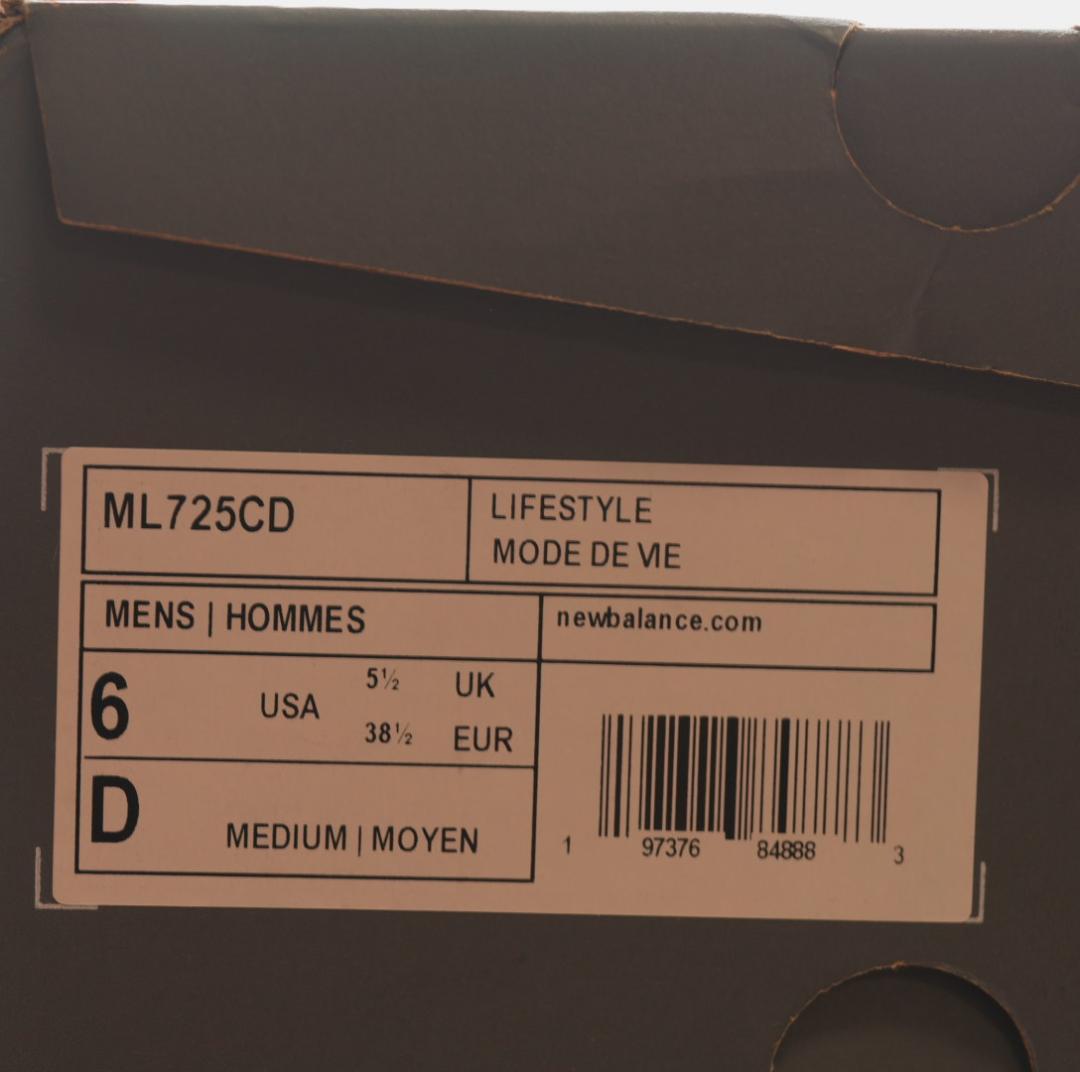 ML725CD
LIFESTYLE
MODE DE VIE
MENS | HOMMES
newbalance.com
6 USA 5½ UK
38½ EUR
D MEDIUM | MOYEN
1 97376 84888 3